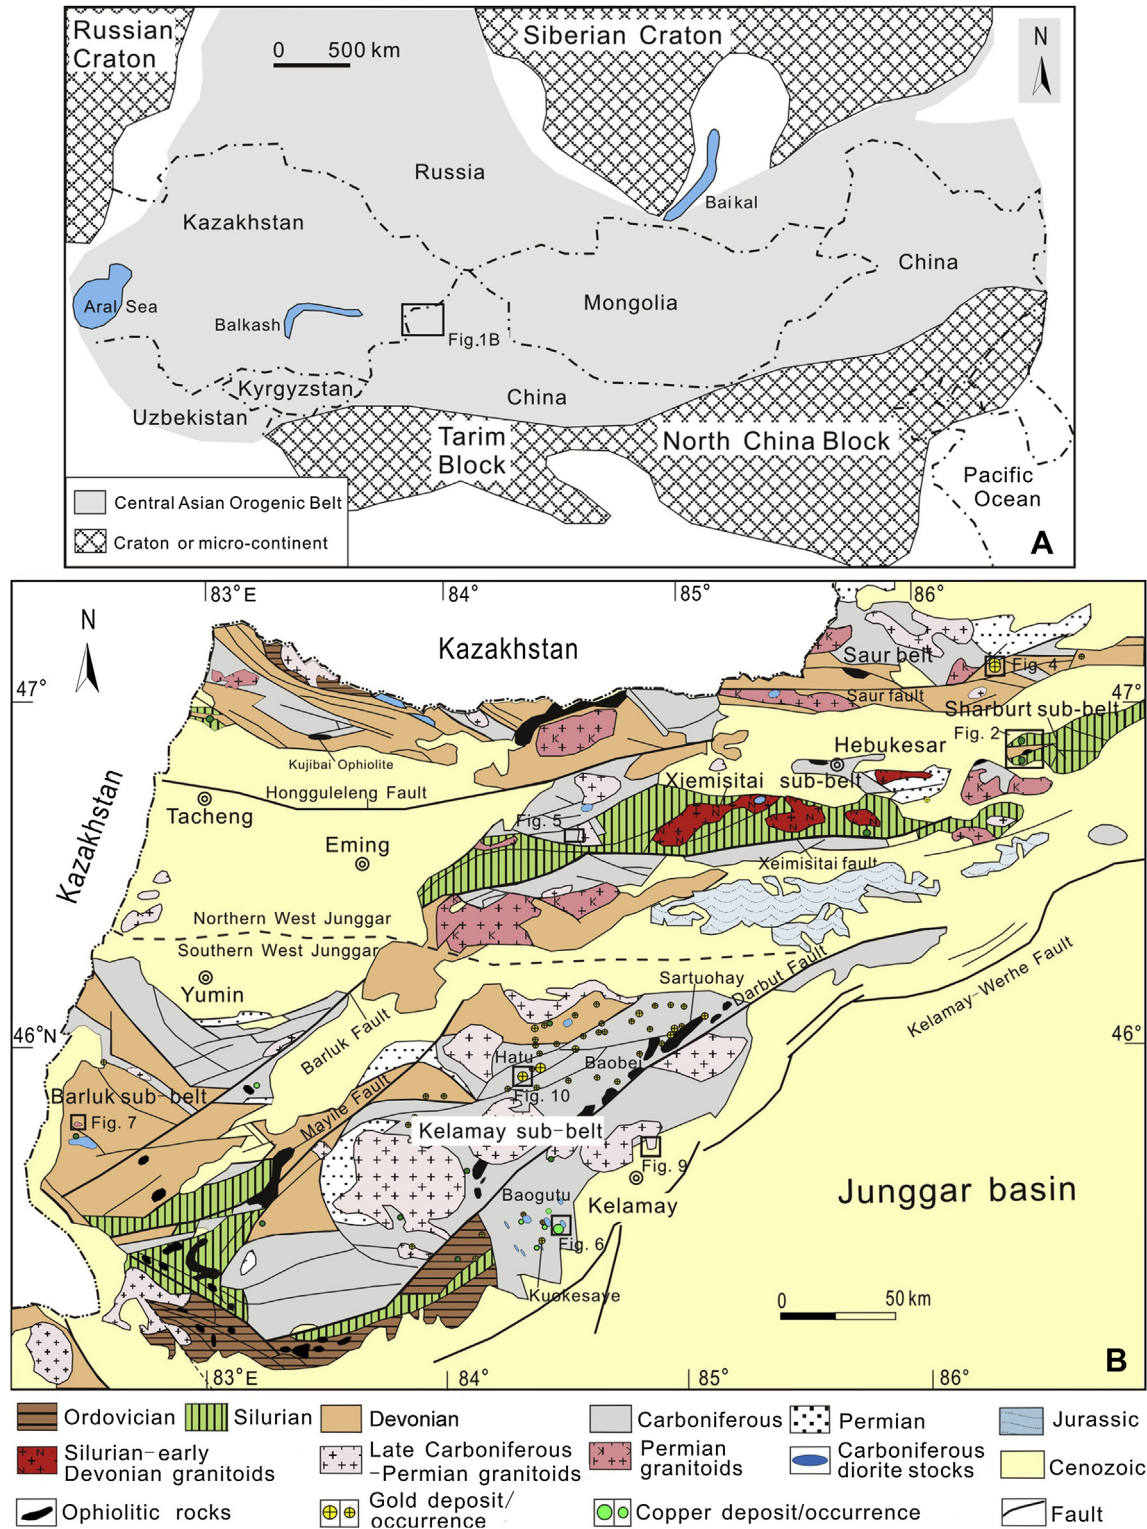 Russian
Craton
0 500 km
Siberian Craton
N
Russia
Baikal
Kazakhstan
China
Aral Sea
Mongolia
Balkash
Fig.1B
Kyrgyzstan
China
Uzbekistan
Tarim
Block
North China Block
Pacific
Ocean
Central Asian Orogenic Belt
Craton or micro-continent
A
83°E
84°
85°
86°
N
Kazakhstan
Saur belt
Fig. 4
47°
Saur fault
47°
Sharburt sub-belt
Fig. 2
Hebukesar
Kujibai Ophiolite
Xiemisitai sub-belt
Hongguleleng Fault
Kazakhstan
Tacheng
Fig. 5
Eming
Xeimisitai fault
Northern West Junggar
Southern West Junggar
Sartuohay
Darbut Fault
Yumin
Kelamay-Werhe Fault
46°N
46°
Barluk Fault
Hatu
Baobei
Fig. 10
Barluk sub-belt
Mayile Fault
Fig. 7
Kelamay sub-belt
Fig. 9
Baogutu
Kelamay
Junggar basin
Fig. 6
Kuokesaye
0 50 km
B
83°E
84°
85°
86°
Ordovician
Silurian
Devonian
Carboniferous
Permian
Jurassic
Silurian-early
Devonian granitoids
Late Carboniferous
-Permian granitoids
Permian
granitoids
Carboniferous
diorite stocks
Cenozoic
Ophiolitic rocks
Gold deposit/
occurrence
Copper deposit/occurrence
Fault